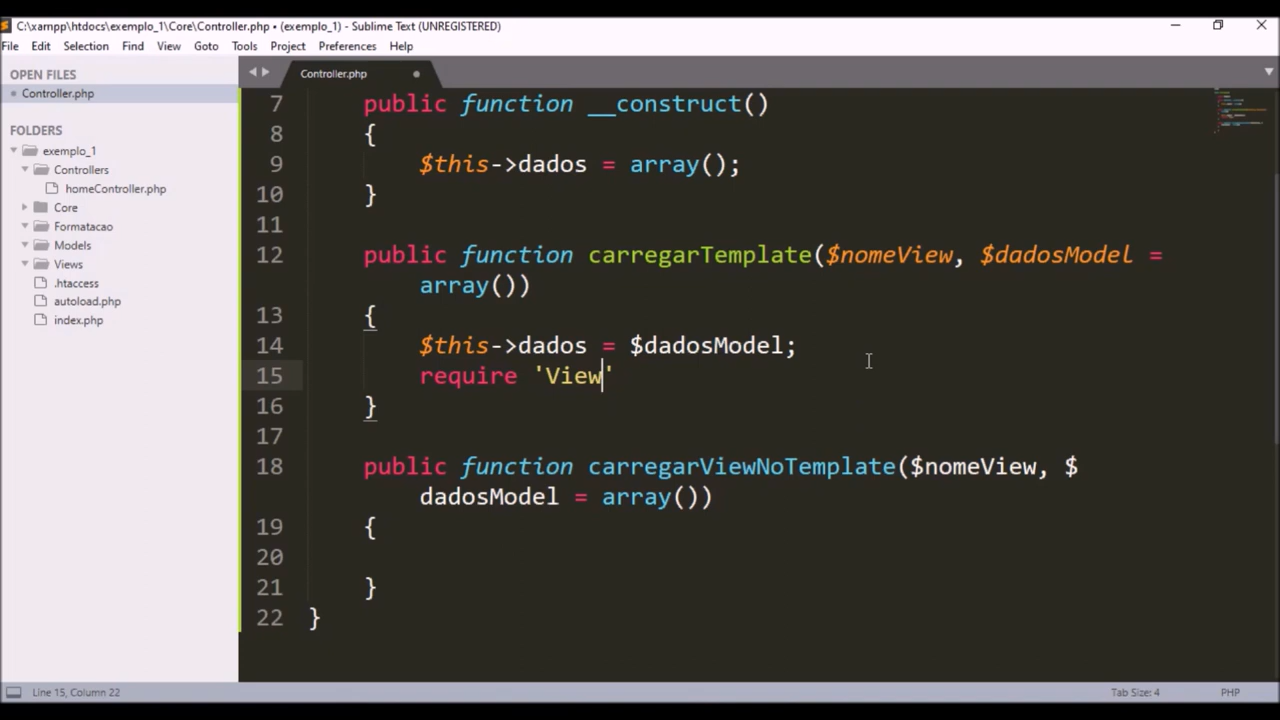 C:\xampp\htdocs\exemplo_1\Core\Controller.php • (exemplo_1) - Sublime Text (UNREGISTERED)
File Edit Selection Find View Goto Tools Project Preferences Help
OPEN FILES
Controller.php
FOLDERS
exemplo_1
Controllers
homeController.php
Core
Formatacao
Models
Views
.htaccess
autoload.php
index.php
Controller.php
7 public function __construct()
8 {
9 $this->dados = array();
10 }
11
12 public function carregarTemplate($nomeView, $dadosModel =
array())
13 {
14 $this->dados = $dadosModel;
15 require 'View'
16 }
17
18 public function carregarViewNoTemplate($nomeView, $
dadosModel = array())
19 {
20
21 }
22 }
Line 15, Column 22
Tab Size: 4
PHP